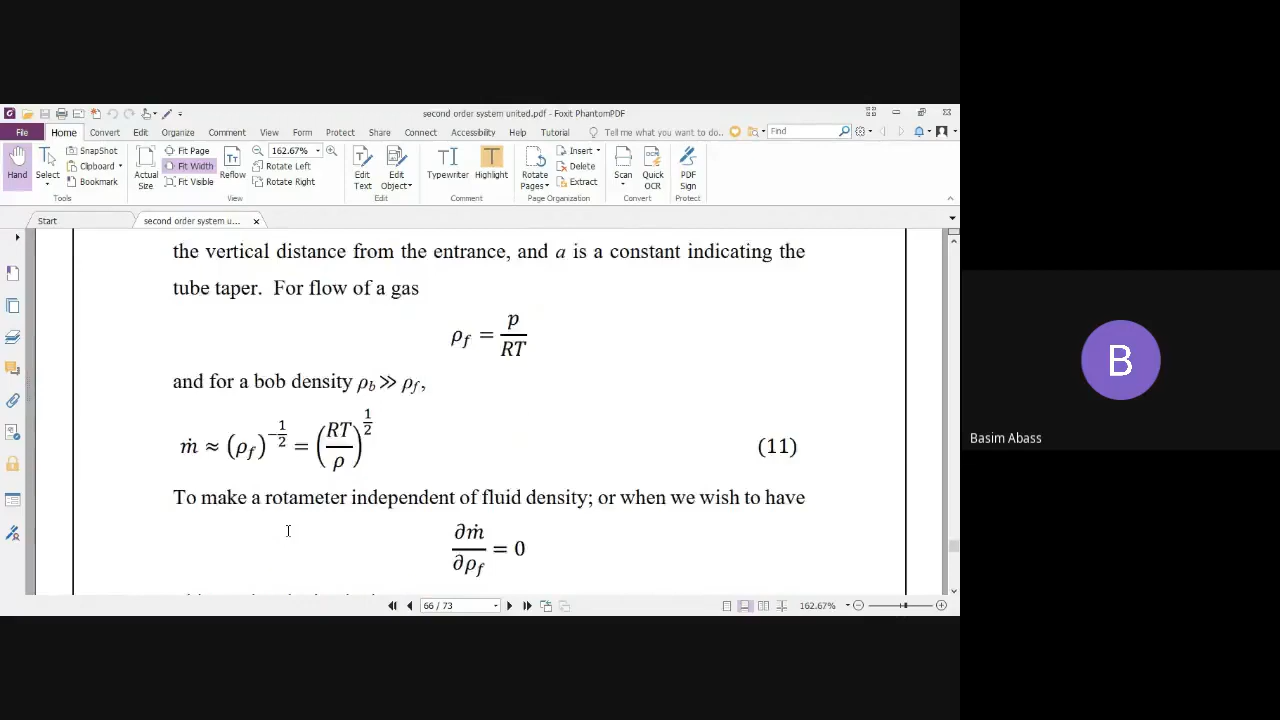 second order system united.pdf - Foxit PhantomPDF
File Home Convert Edit Organize Comment View Form Protect Share Connect Accessibility Help Tutorial Tell me what you want to do.. Find
Hand Select SnapShot Clipboard Bookmark
Tools
Actual Size Fit Page Fit Width Fit Visible Reflow 162.67% Rotate Left Rotate Right
View
Edit Text Edit Object
Edit
Typewriter Highlight
Comment
Rotate Pages Insert Delete Extract
Page Organization
Scan Quick OCR
Convert
PDF Sign
Protect
Start second order system u...
the vertical distance from the entrance, and a is a constant indicating the
tube taper. For flow of a gas
ρf = p/RT
and for a bob density ρb ≫ ρf,
ṁ ≈ (ρf)^(-1/2) = (RT/ρ)^(1/2) (11)
To make a rotameter independent of fluid density; or when we wish to have
∂ṁ/∂ρf = 0
66 / 73 162.67%
B
Basim Abass